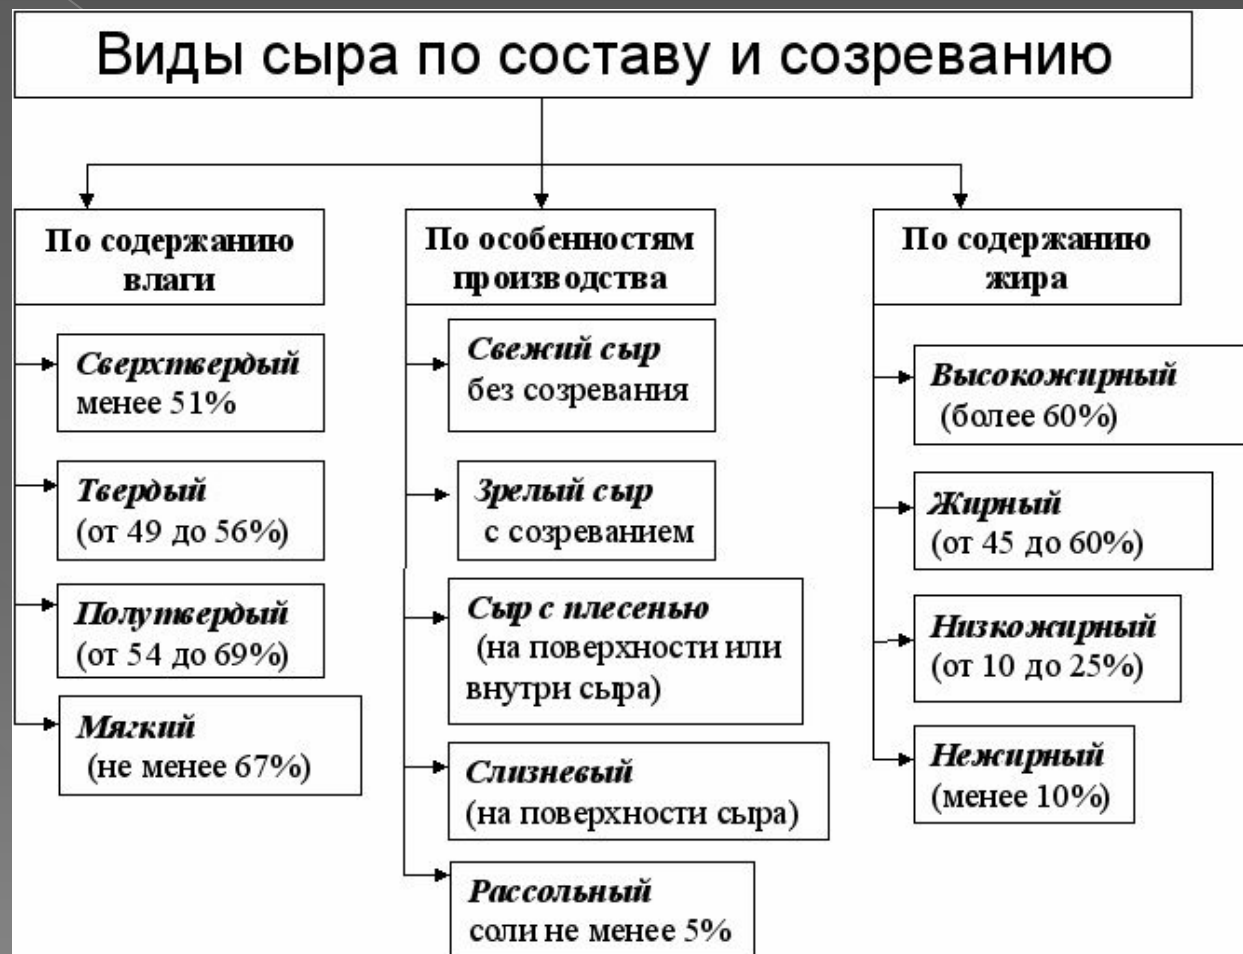 Виды сыра по составу и созреванию
По содержанию
влаги
Сверхтвердый
менее 51%
Твердый
(от 49 до 56%)
Полутвердый
(от 54 до 69%)
Мягкий
(не менее 67%)
По особенностям
производства
Свежий сыр
без созревания
Зрелый сыр
с созреванием
Сыр с плесенью
(на поверхности или
внутри сыра)
Слизневый
(на поверхности сыра)
Рассольный
соли не менее 5%
По содержанию
жира
Высокожирный
(более 60%)
Жирный
(от 45 до 60%)
Низкожирный
(от 10 до 25%)
Нежирный
(менее 10%)